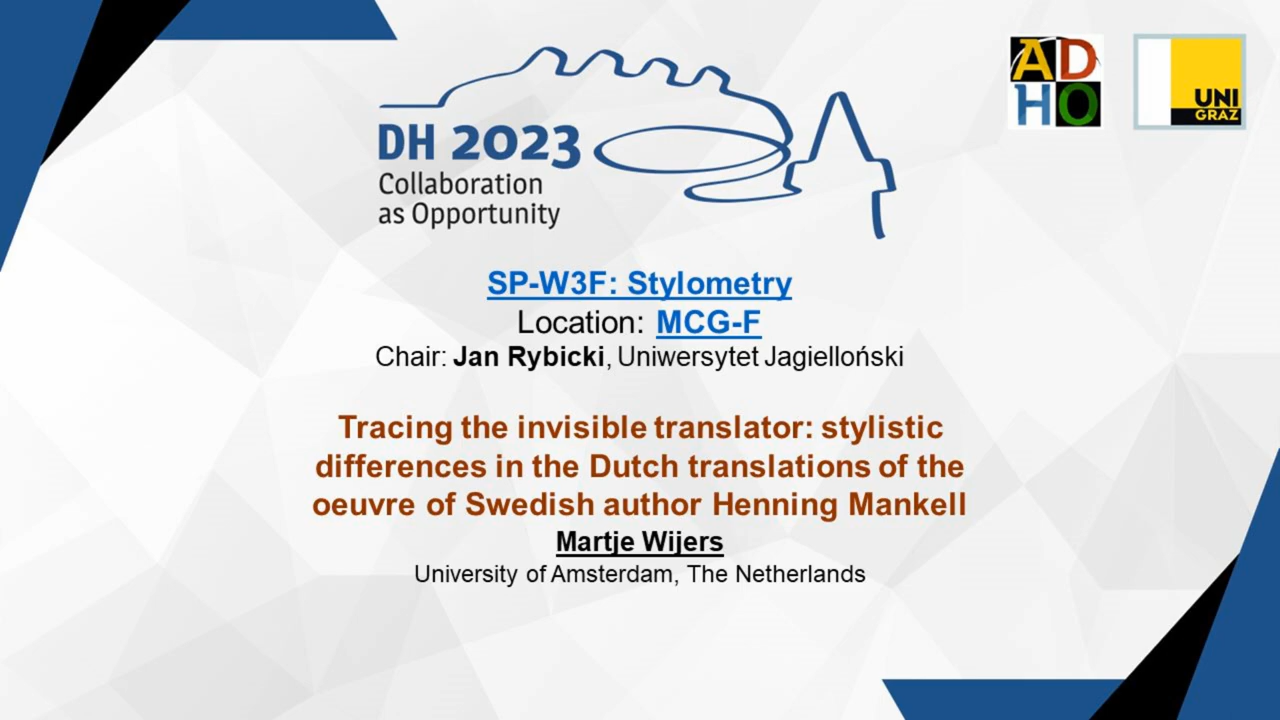 AD
HO
UNI
GRAZ
DH 2023
Collaboration
as Opportunity
SP-W3F: Stylometry
Location: MCG-F
Chair: Jan Rybicki, Uniwersytet Jagielloński
Tracing the invisible translator: stylistic
differences in the Dutch translations of the
oeuvre of Swedish author Henning Mankell
Martje Wijers
University of Amsterdam, The Netherlands